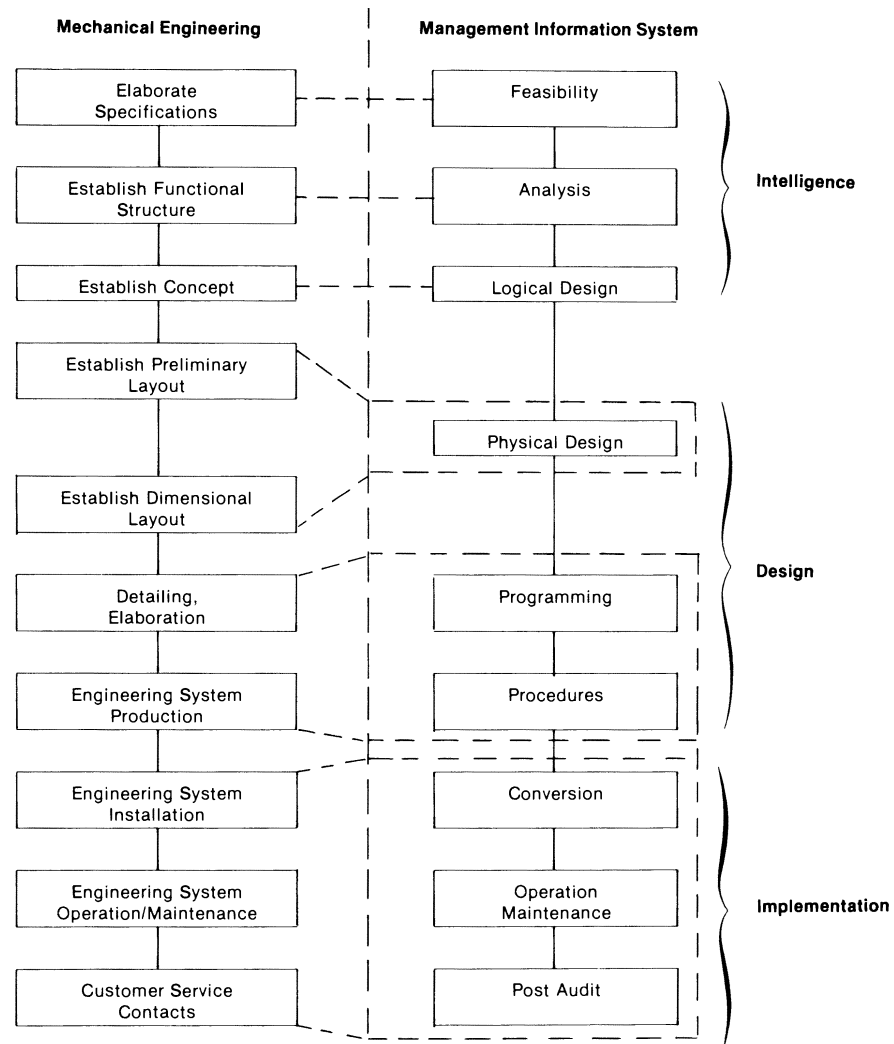 Mechanical Engineering
Management Information System
Elaborate
Specifications
Feasibility
Establish Functional
Structure
Analysis
Intelligence
Establish Concept
Logical Design
Establish Preliminary
Layout
Physical Design
Establish Dimensional
Layout
Detailing,
Elaboration
Programming
Design
Engineering System
Production
Procedures
Engineering System
Installation
Conversion
Engineering System
Operation/Maintenance
Operation
Maintenance
Implementation
Customer Service
Contacts
Post Audit